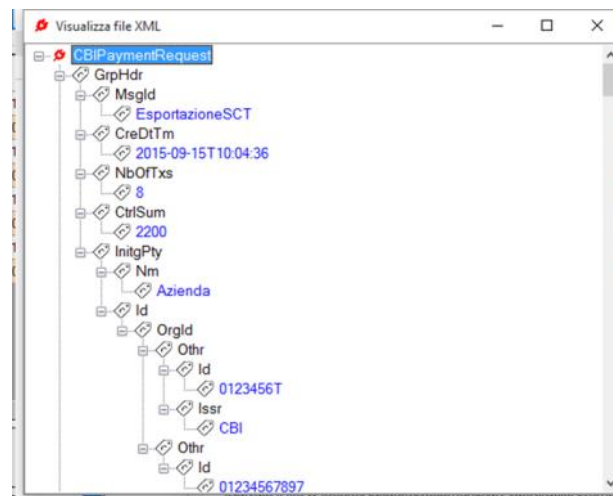 Visualizza file XML
CBIPaymentRequest
GrpHdr
MsgId
EsportazioneSCT
CreDtTm
2015-09-15T10:04:36
NbOfTxs
8
CtrlSum
2200
InitgPty
Nm
Azienda
Id
OrgId
Othr
Id
0123456T
Issr
CBI
Othr
Id
01234567897